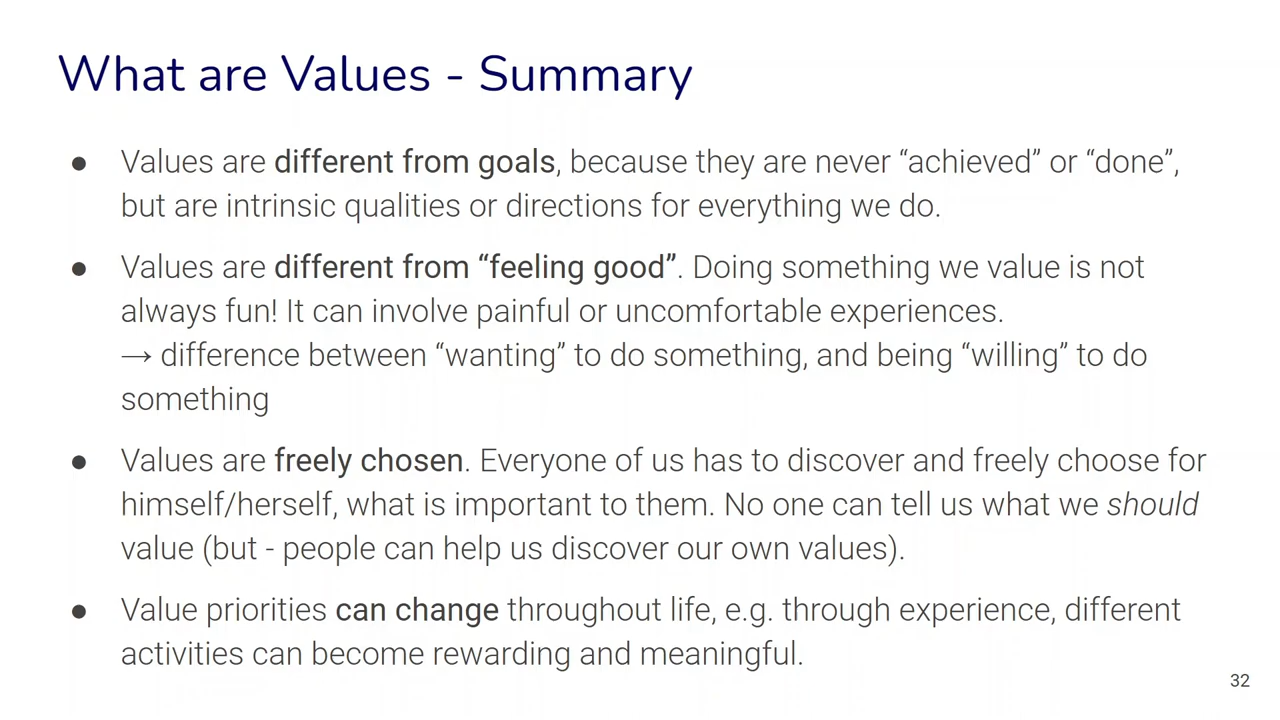 What are Values - Summary
● Values are different from goals, because they are never “achieved” or “done”,
but are intrinsic qualities or directions for everything we do.
● Values are different from “feeling good”. Doing something we value is not
always fun! It can involve painful or uncomfortable experiences.
→ difference between “wanting” to do something, and being “willing” to do
something
● Values are freely chosen. Everyone of us has to discover and freely choose for
himself/herself, what is important to them. No one can tell us what we should
value (but - people can help us discover our own values).
● Value priorities can change throughout life, e.g. through experience, different
activities can become rewarding and meaningful.
32